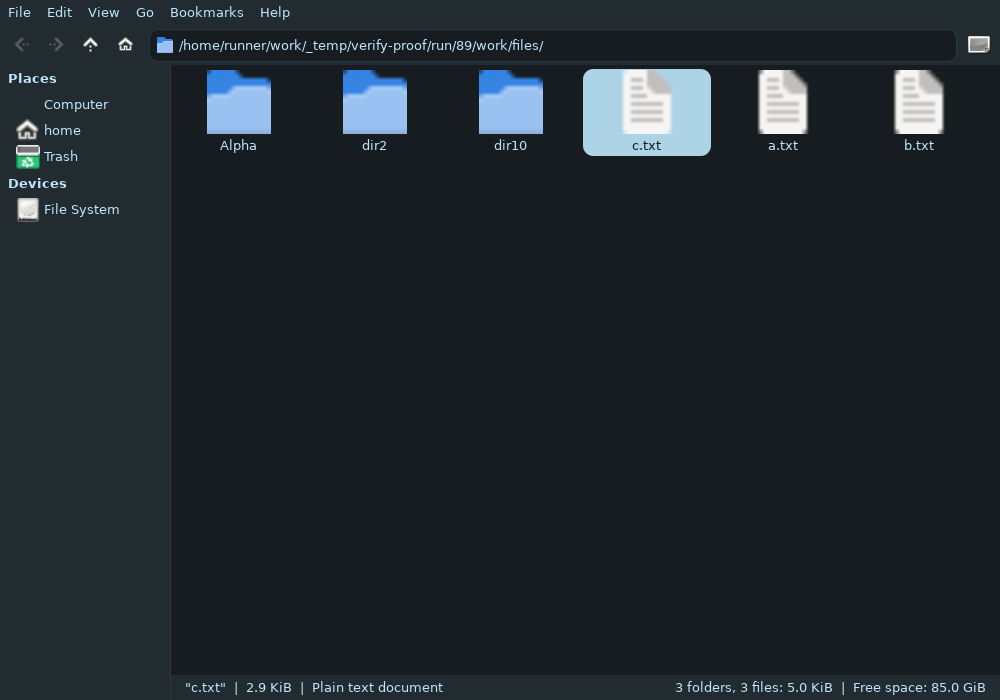 File Edit View Go Bookmarks Help
/home/runner/work/_temp/verify-proof/run/89/work/files/
Places
Computer
home
Trash
Devices
File System
Alpha dir2 dir10 c.txt a.txt b.txt
"c.txt" | 2.9 KiB | Plain text document 3 folders, 3 files: 5.0 KiB | Free space: 85.0 GiB